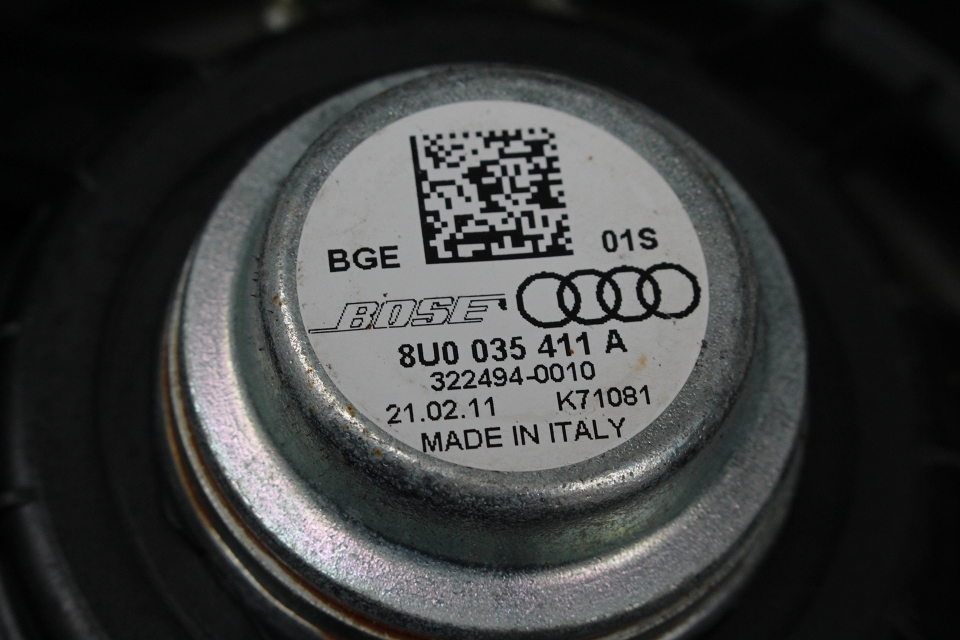 BGE 01S
BOSE
8U0 035 411 A
322494-0010
21.02.11 K71081
MADE IN ITALY